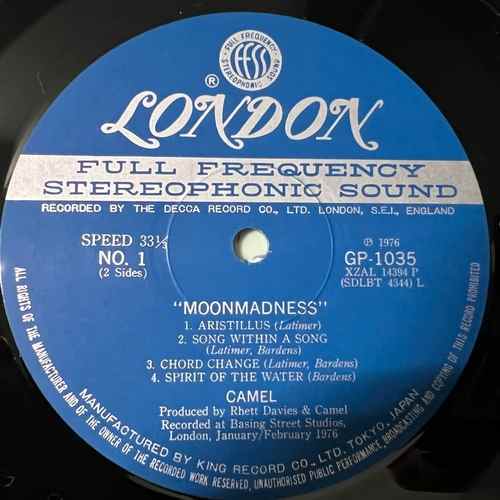 FULL FREQUENCY
ffss
STEREOPHONIC SOUND
®
LONDON
FULL FREQUENCY
STEREOPHONIC SOUND
RECORDED BY THE DECCA RECORD CO., LTD. LONDON, S.E.I., ENGLAND
SPEED 33⅓
NO. 1
(2 Sides)
℗ 1976
GP-1035
XZAL 14394 P
(SDLBT 4344) L
"MOONMADNESS"
1. ARISTILLUS (Latimer)
2. SONG WITHIN A SONG
(Latimer, Bardens)
3. CHORD CHANGE (Latimer, Bardens)
4. SPIRIT OF THE WATER (Bardens)
CAMEL
Produced by Rhett Davies & Camel
Recorded at Basing Street Studios,
London, January/February 1976
MANUFACTURED BY KING RECORD CO., LTD. TOKYO, JAPAN
ALL RIGHTS OF THE MANUFACTURER AND OF THE OWNER OF THE RECORDED WORK RESERVED, UNAUTHORISED PUBLIC PERFORMANCE, BROADCASTING AND COPYING OF THIS RECORD PROHIBITED